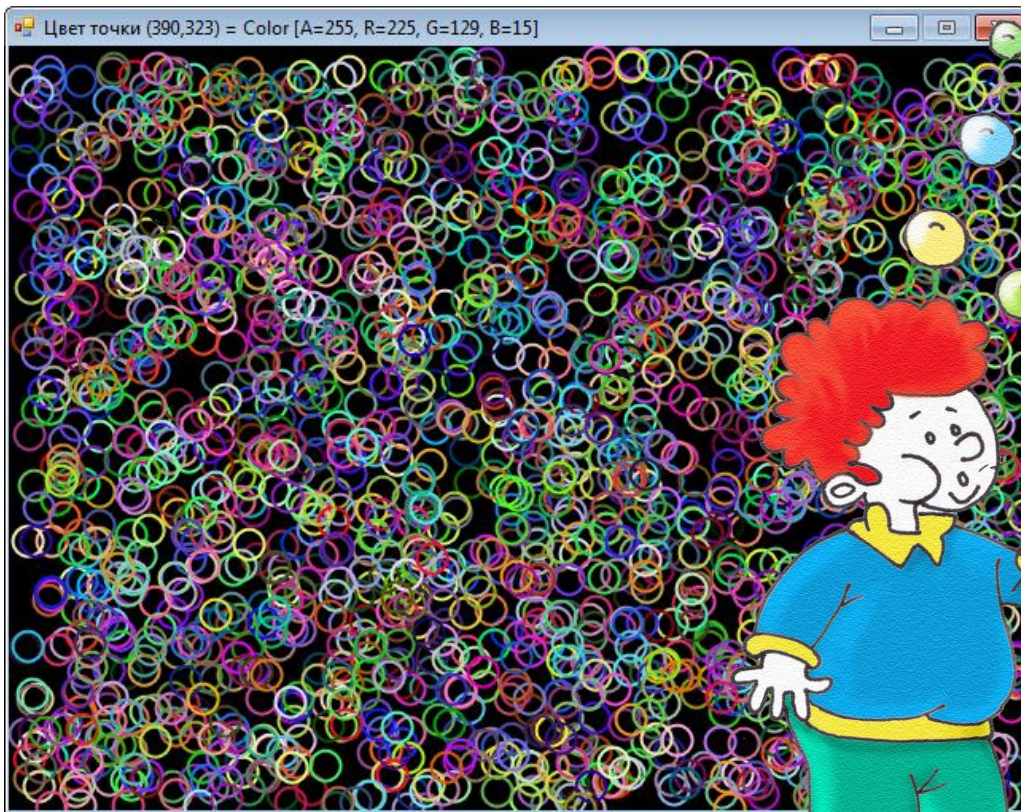 Цвет точки (390,323) = Color [A=255, R=225, G=129, B=15]